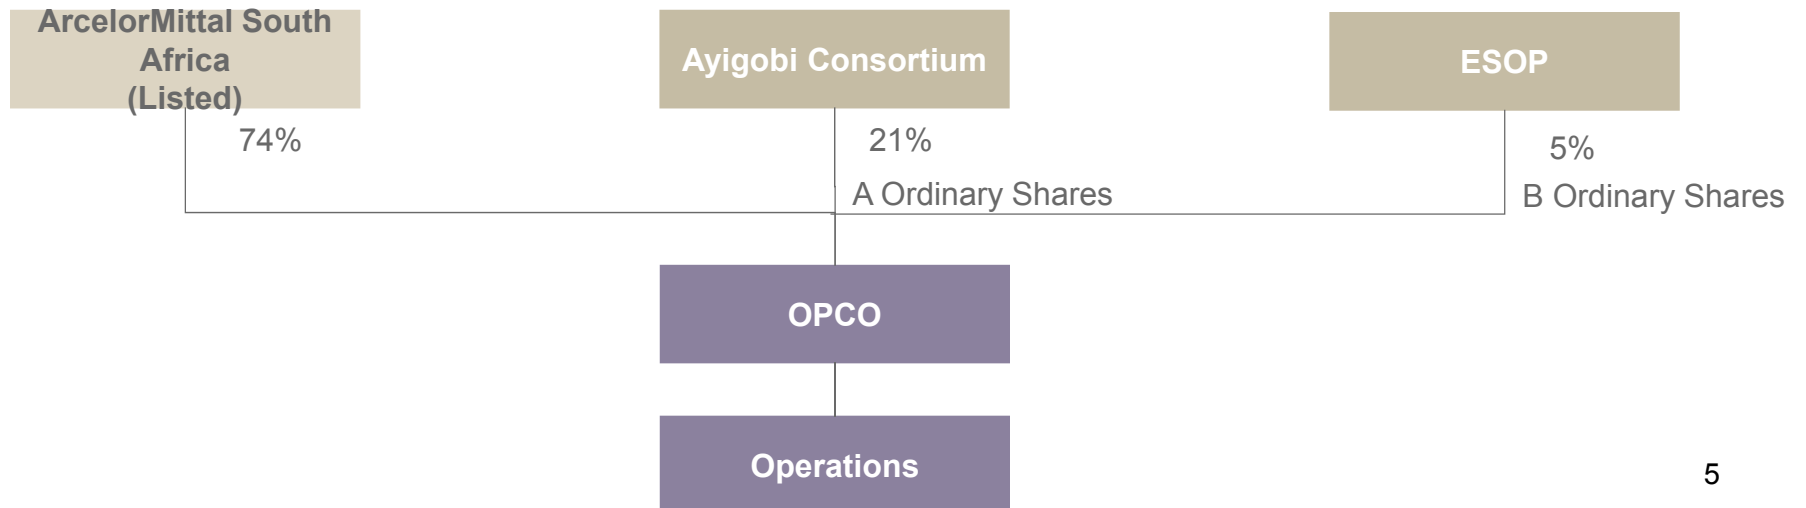 ArcelorMittal South
Africa
(Listed)
Ayigobi Consortium
ESOP
74%
21%
5%
A Ordinary Shares
B Ordinary Shares
OPCO
Operations
5